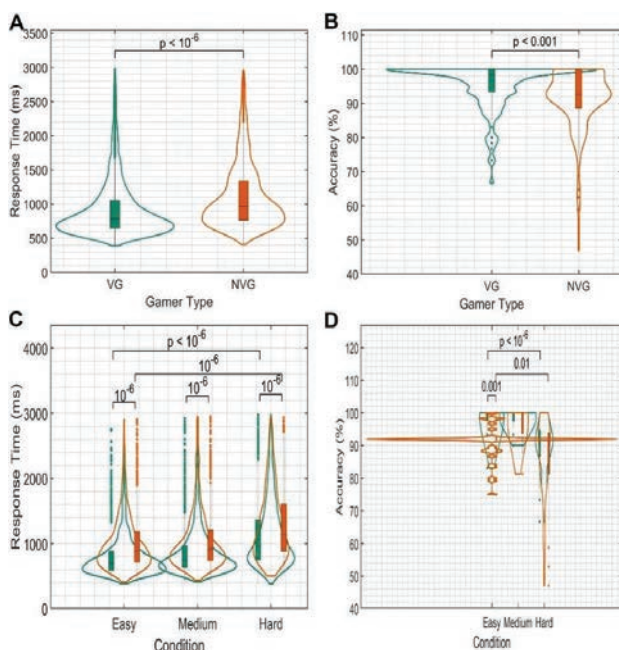 A
p < 10-6
3500
3000
2500
2000
1500
1000
500
0
Response Time (ms)
VG
NVG
Gamer Type
B
p < 0.001
110
100
90
80
70
60
50
40
Accuracy (%)
VG
NVG
Gamer Type
C
p < 10-6
10-6
10-6
10-6
10-6
4000
3000
2000
1000
0
Response Time (ms)
Easy
Medium
Hard
Condition
D
p < 10-6
0.01
0.001
120
110
100
90
80
70
60
50
40
Accuracy (%)
Easy Medium Hard
Condition